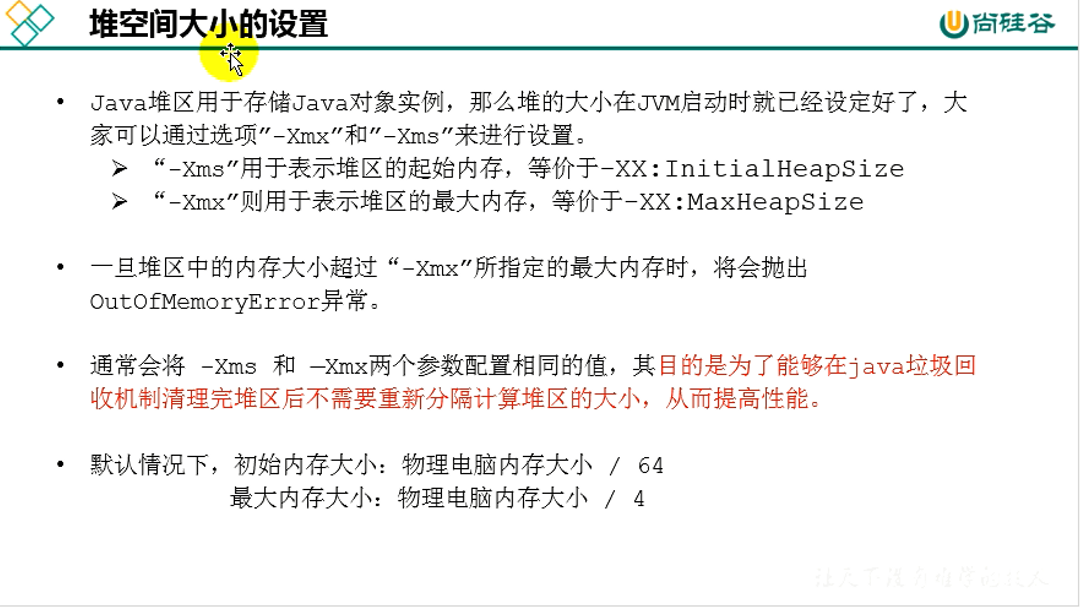 堆空间大小的设置
尚硅谷
• Java堆区用于存储Java对象实例，那么堆的大小在JVM启动时就已经设定好了，大
家可以通过选项"-Xmx"和"-Xms"来进行设置。
➢ “-Xms"用于表示堆区的起始内存，等价于-XX:InitialHeapSize
➢ “-Xmx"则用于表示堆区的最大内存，等价于-XX:MaxHeapSize
• 一旦堆区中的内存大小超过“-Xmx"所指定的最大内存时，将会抛出
OutOfMemoryError异常。
• 通常会将 -Xms 和 —Xmx两个参数配置相同的值，其目的是为了能够在java垃圾回
收机制清理完堆区后不需要重新分隔计算堆区的大小，从而提高性能。
• 默认情况下，初始内存大小：物理电脑内存大小 / 64
最大内存大小：物理电脑内存大小 / 4
让天下没有难学的技术